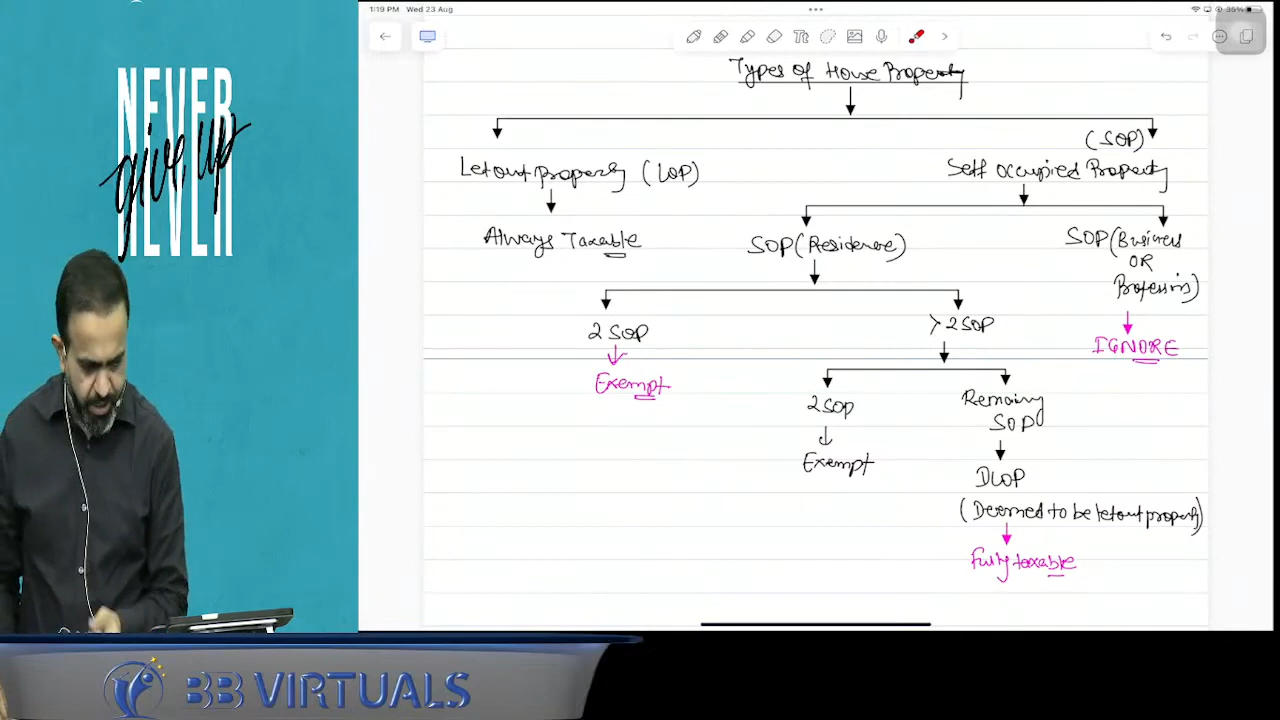 1:19 PM Wed 23 Aug
35%
NEVER
give up
NEVER
Types of House Property
Letout Property (LOP)
(SOP)
Self Occupied Property
Always Taxable
SOP (Residence)
SOP (Business
OR
Profession)
IGNORE
2 SOP
Exempt
> 2 SOP
2 SOP
Exempt
Remaining
SOP
DLOP
(Deemed to be letout property)
Fully taxable
BB VIRTUALS